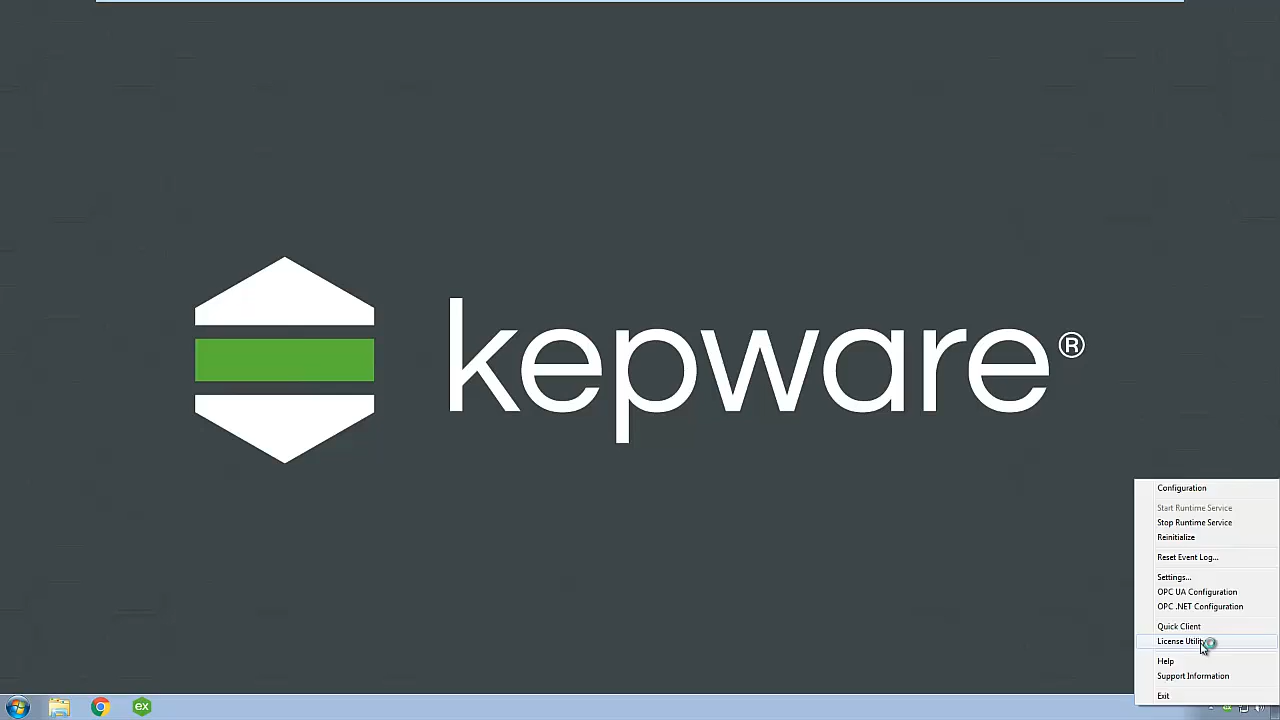 kepware®
Configuration
Start Runtime Service
Stop Runtime Service
Reinitialize
Reset Event Log...
Settings...
OPC UA Configuration
OPC .NET Configuration
Quick Client
License Utility
Help
Support Information
Exit
ex